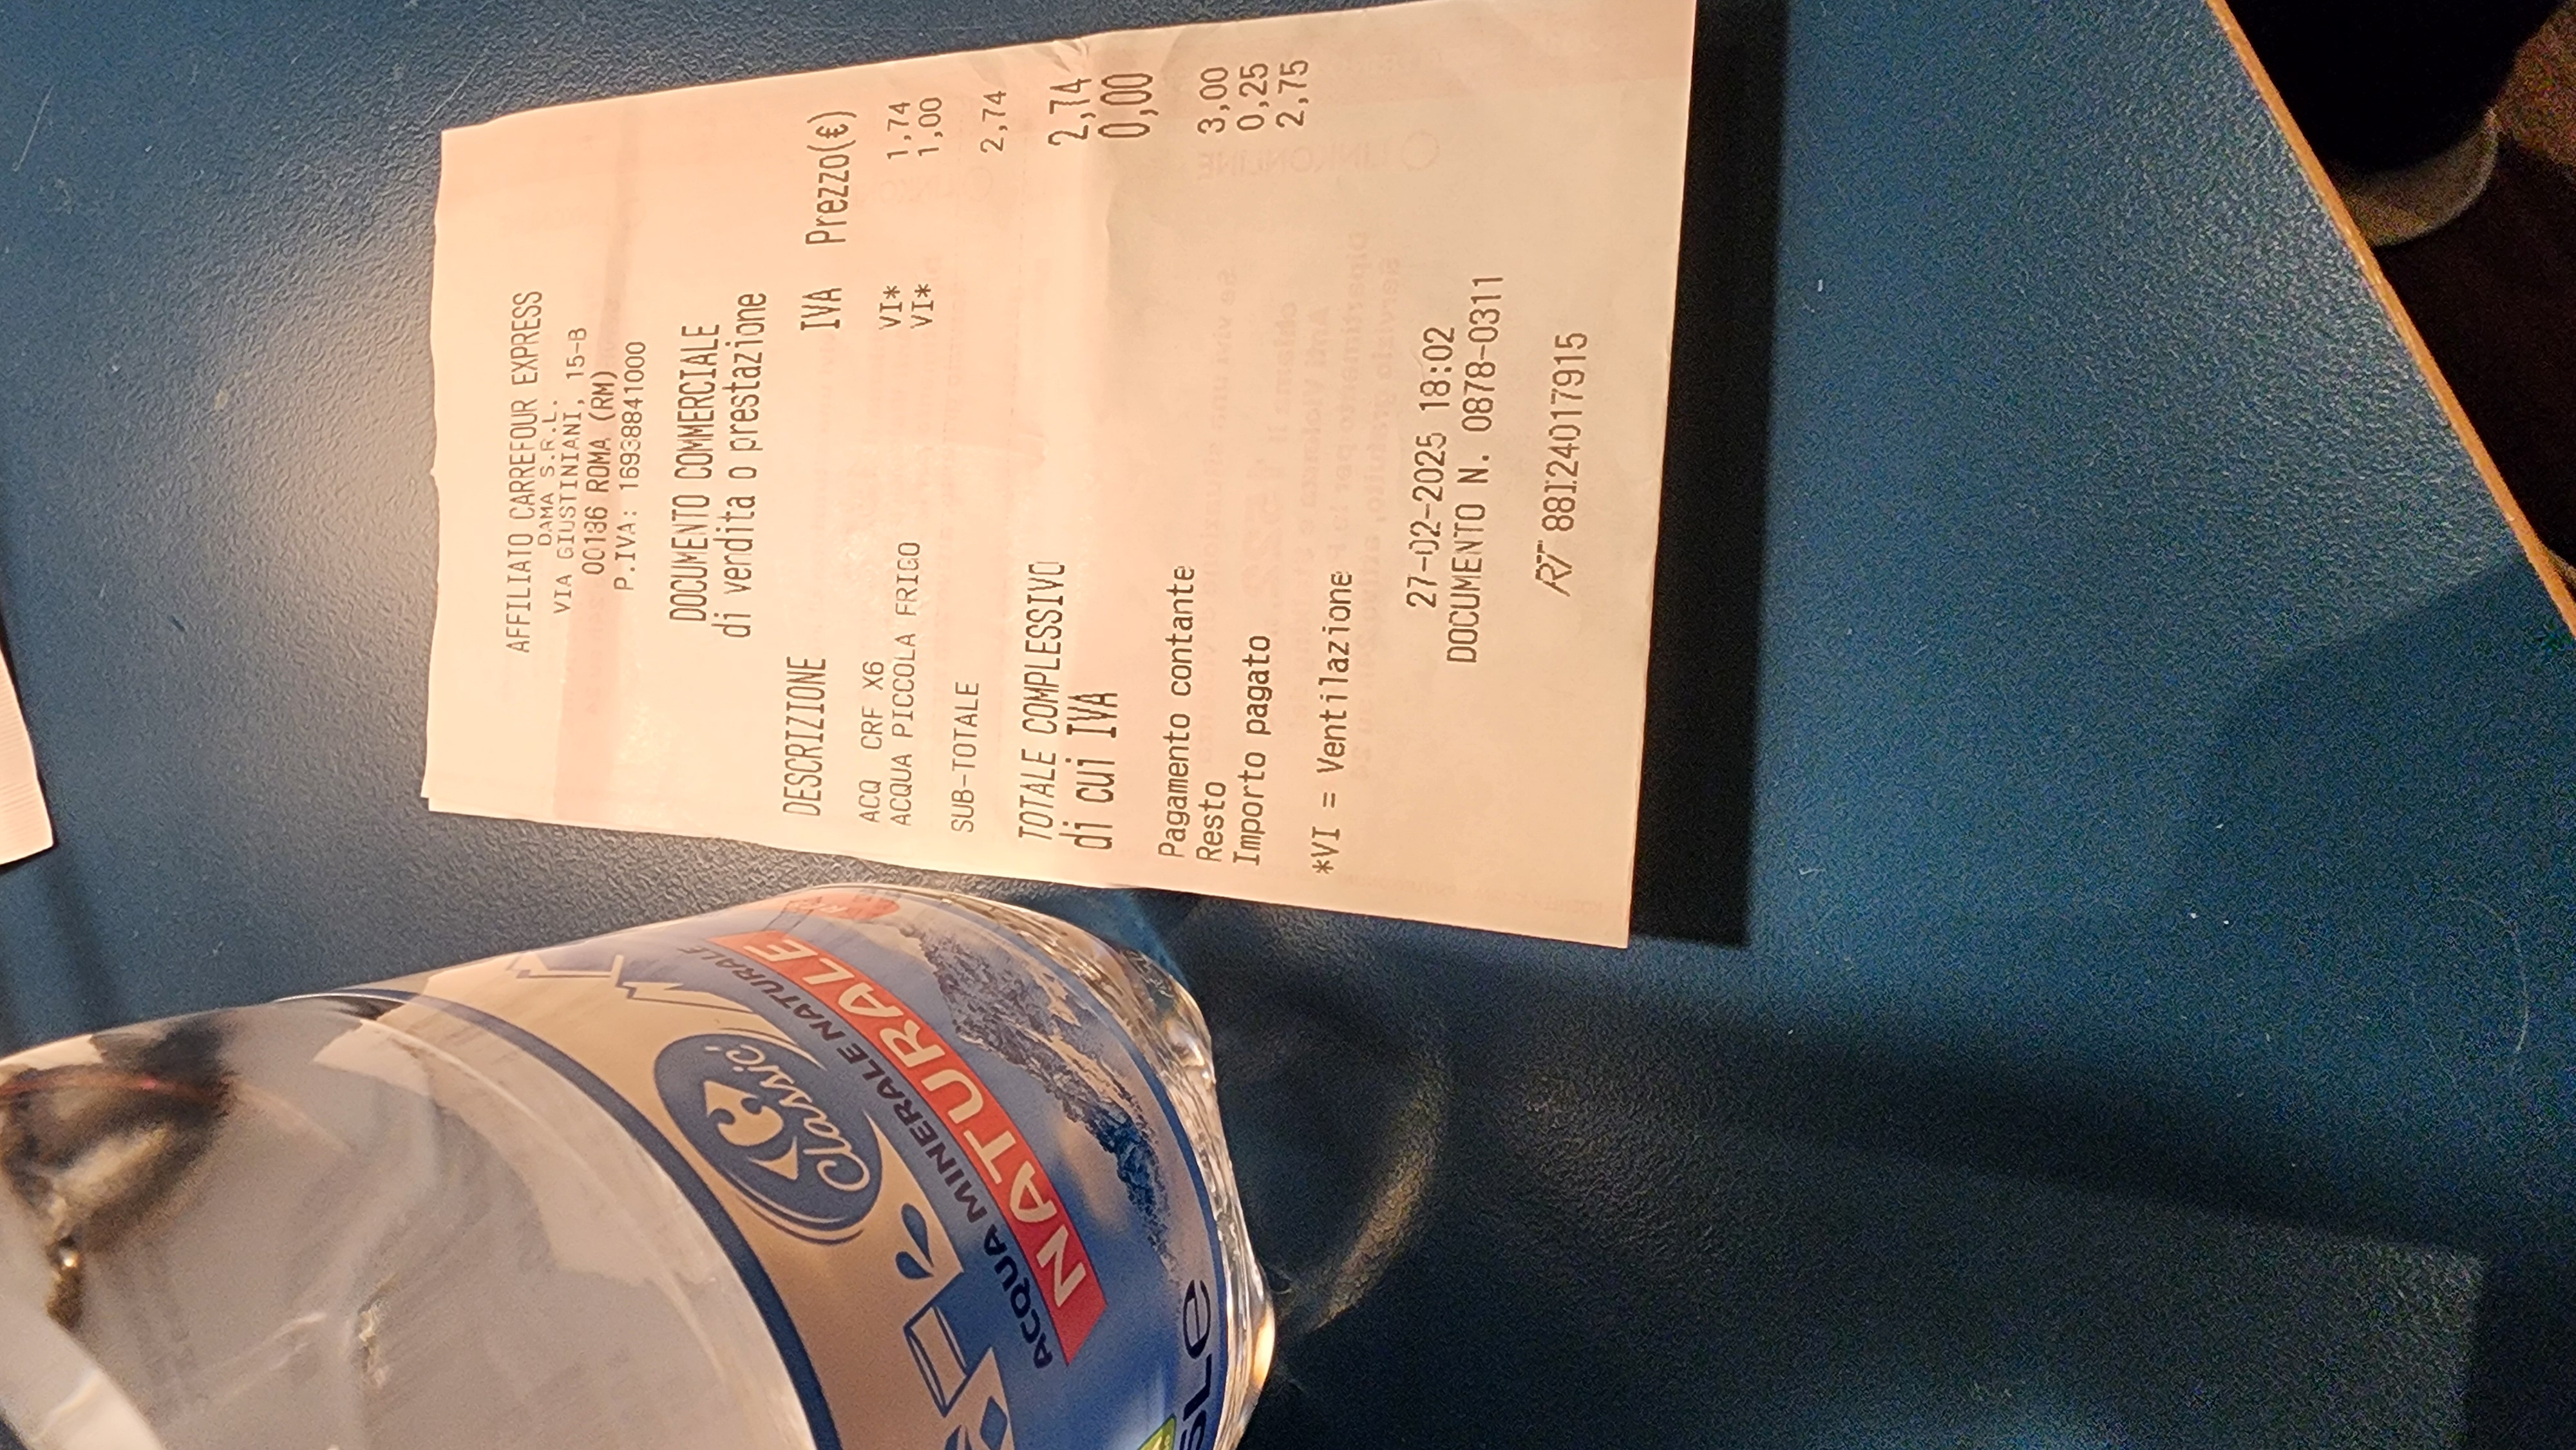 AFFILIATO CARREFOUR EXPRESS
DAMA S.R.L.
VIA GIUSTINIANI, 15-B
00186 ROMA (RM)
P.IVA: 16938841000
DOCUMENTO COMMERCIALE
di vendita o prestazione
DESCRIZIONE IVA Prezzo(€)
ACQ CRF X6 VI* 1,74
ACQUA PICCOLA FRIGO VI* 1,00
SUB-TOTALE 2,74
TOTALE COMPLESSIVO 2,74
di cui IVA 0,00
Pagamento contante 3,00
Resto 0,25
Importo pagato 2,75
*VI = Ventilazione
27-02-2025 18:02
DOCUMENTO N. 0878-0311
RT 88I24017915
Classic
ACQUA MINERALE NATURALE
NATURALE